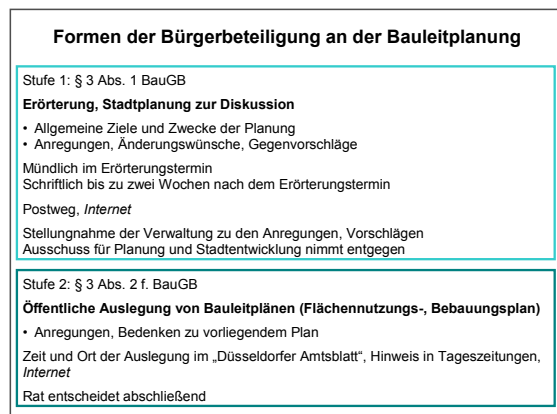 Formen der Bürgerbeteiligung an der Bauleitplanung
Stufe 1: § 3 Abs. 1 BauGB
Erörterung, Stadtplanung zur Diskussion
• Allgemeine Ziele und Zwecke der Planung
• Anregungen, Änderungswünsche, Gegenvorschläge
Mündlich im Erörterungstermin
Schriftlich bis zu zwei Wochen nach dem Erörterungstermin
Postweg, Internet
Stellungnahme der Verwaltung zu den Anregungen, Vorschlägen
Ausschuss für Planung und Stadtentwicklung nimmt entgegen
Stufe 2: § 3 Abs. 2 f. BauGB
Öffentliche Auslegung von Bauleitplänen (Flächennutzungs-, Bebauungsplan)
• Anregungen, Bedenken zu vorliegendem Plan
Zeit und Ort der Auslegung im „Düsseldorfer Amtsblatt“, Hinweis in Tageszeitungen,
Internet
Rat entscheidet abschließend